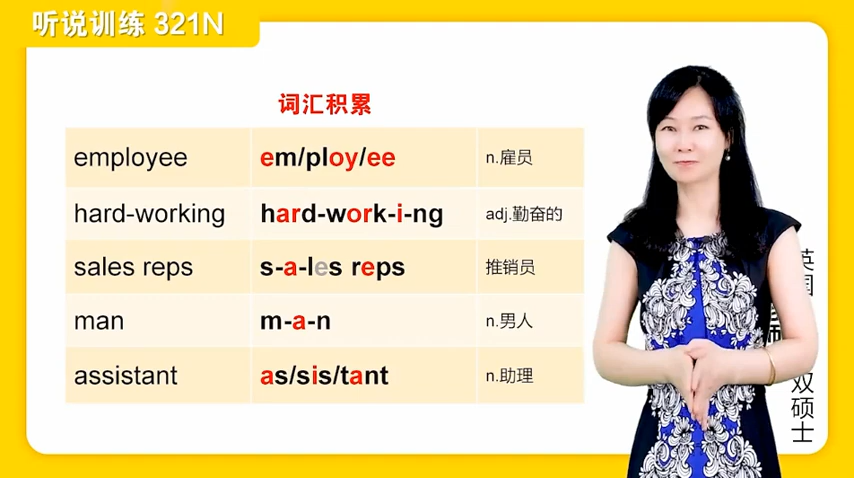 听说训练 321N
词汇积累
employee em/ploy/ee n.雇员
hard-working hard-work-i-ng adj.勤奋的
sales reps s-a-les reps 推销员
man m-a-n n.男人
assistant as/sis/tant n.助理
英国
双硕士